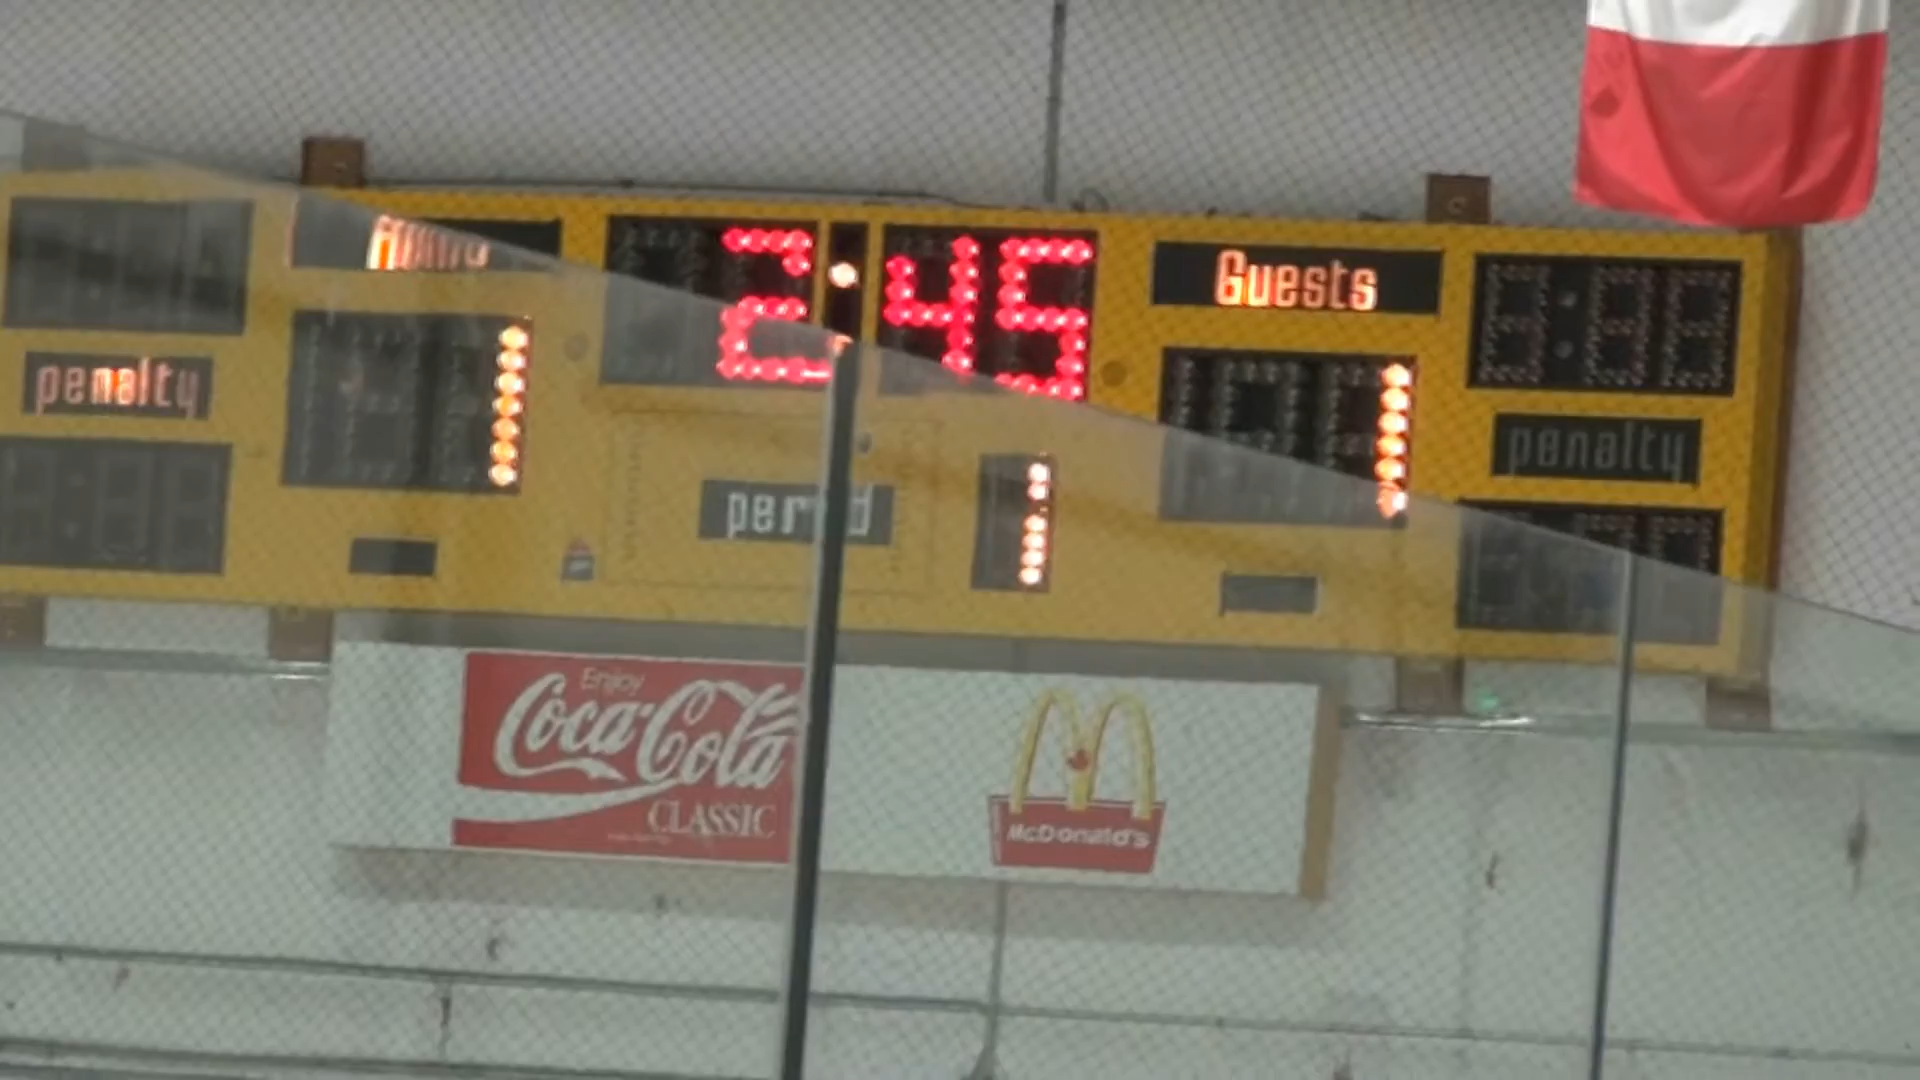 2:45
Guests
penalty
1
1
penalty
period
1
Enjoy
Coca-Cola
CLASSIC
McDonald's